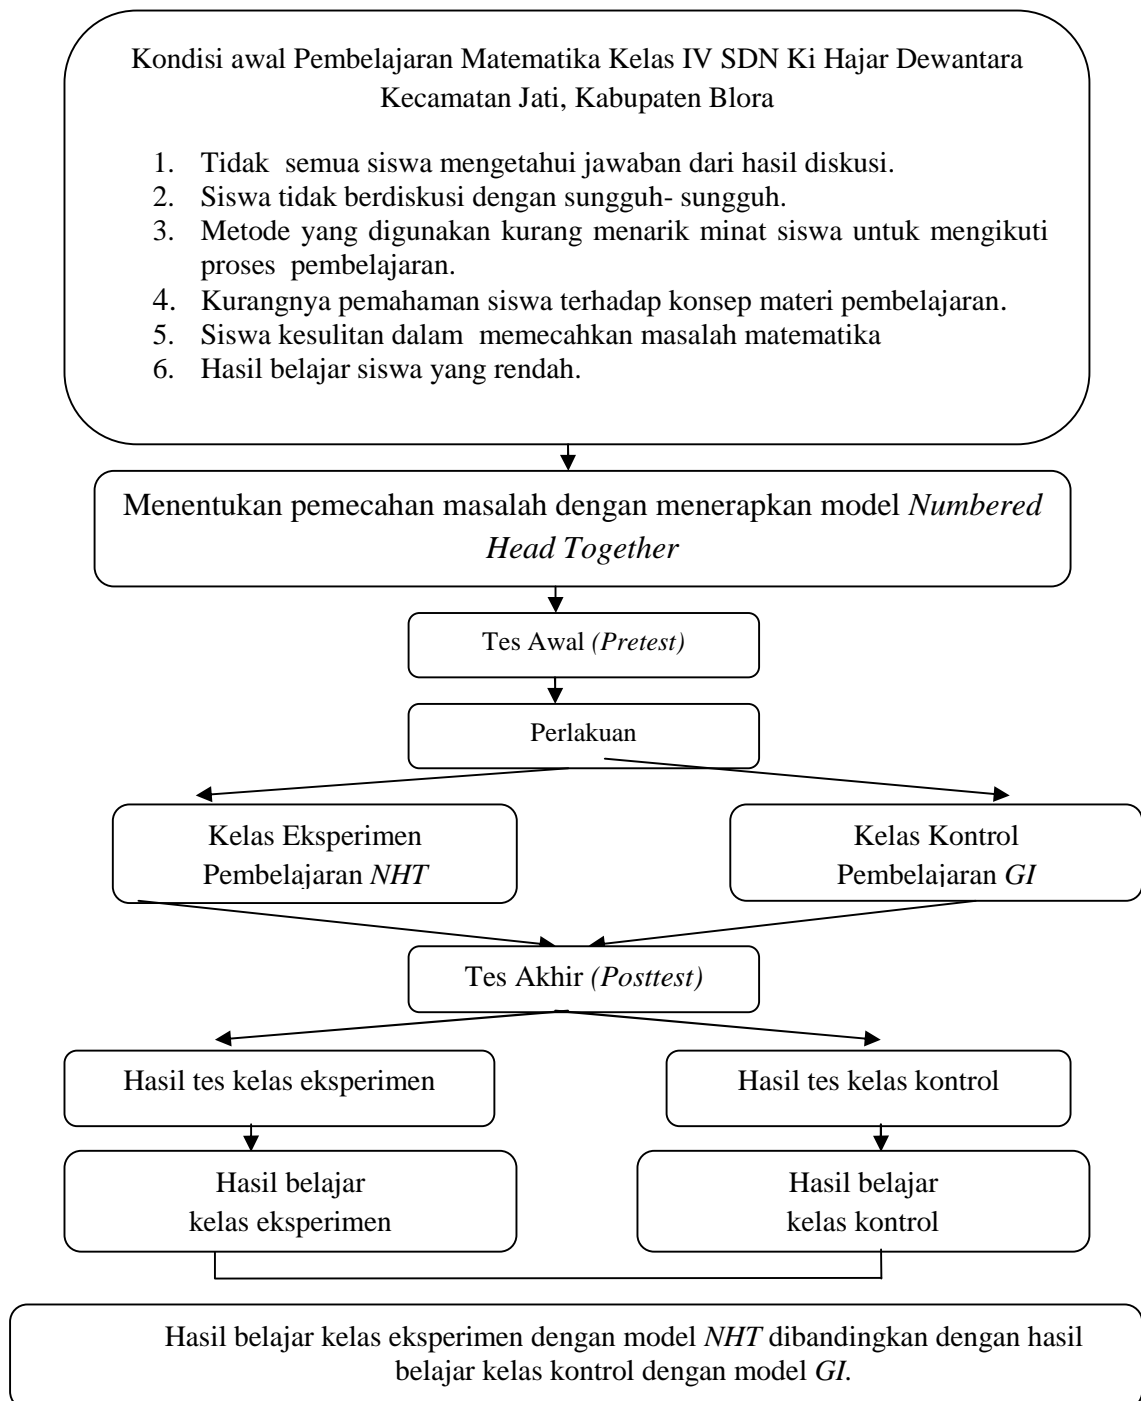 Kondisi awal Pembelajaran Matematika Kelas IV SDN Ki Hajar Dewantara
Kecamatan Jati, Kabupaten Blora
1. Tidak semua siswa mengetahui jawaban dari hasil diskusi.
2. Siswa tidak berdiskusi dengan sungguh- sungguh.
3. Metode yang digunakan kurang menarik minat siswa untuk mengikuti
proses pembelajaran.
4. Kurangnya pemahaman siswa terhadap konsep materi pembelajaran.
5. Siswa kesulitan dalam memecahkan masalah matematika
6. Hasil belajar siswa yang rendah.
Menentukan pemecahan masalah dengan menerapkan model Numbered
Head Together
Tes Awal (Pretest)
Perlakuan
Kelas Eksperimen
Pembelajaran NHT
Kelas Kontrol
Pembelajaran GI
Tes Akhir (Posttest)
Hasil tes kelas eksperimen
Hasil tes kelas kontrol
Hasil belajar
kelas eksperimen
Hasil belajar
kelas kontrol
Hasil belajar kelas eksperimen dengan model NHT dibandingkan dengan hasil
belajar kelas kontrol dengan model GI.